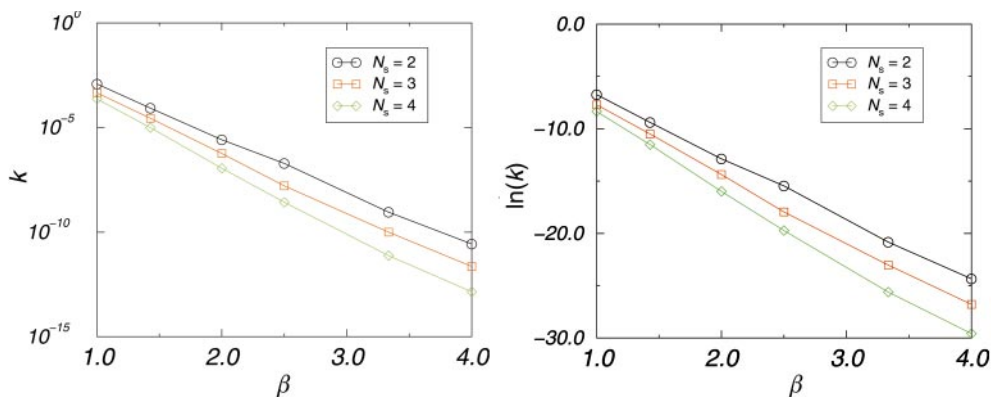 10^0
10^-5
10^-10
10^-15
k
1.0 2.0 3.0 4.0
β
N_s = 2
N_s = 3
N_s = 4
0.0
-10.0
-20.0
-30.0
ln(k)
1.0 2.0 3.0 4.0
β
N_s = 2
N_s = 3
N_s = 4